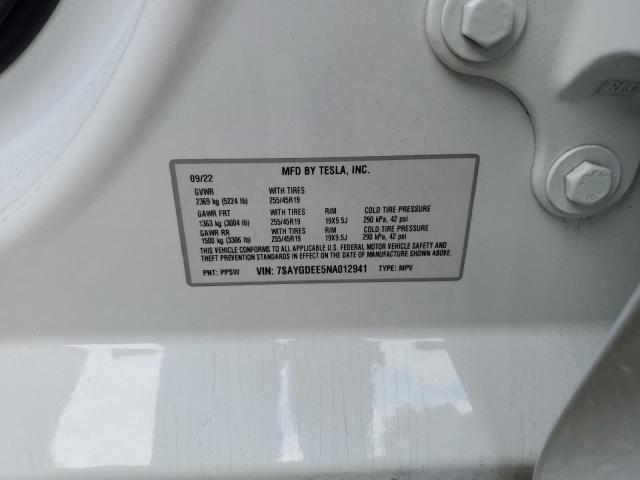 09/22 MFD BY TESLA, INC.
GVWR WITH TIRES
2369 kg (5224 lb) 255/45R19
GAWR FRT WITH TIRES RIM COLD TIRE PRESSURE
1363 kg (3004 lb) 255/45R19 19X9.5J 290 kPa, 42 psi
GAWR RR WITH TIRES RIM COLD TIRE PRESSURE
1500 kg (3306 lb) 255/45R19 19X9.5J 290 kPa, 42 psi
THIS VEHICLE CONFORMS TO ALL APPLICABLE U.S. FEDERAL MOTOR VEHICLE SAFETY AND
THEFT PREVENTION STANDARDS IN EFFECT ON THE DATE OF MANUFACTURE SHOWN ABOVE.
PNT: PPSW VIN: 7SAYGDEE5NA012941 TYPE: MPV